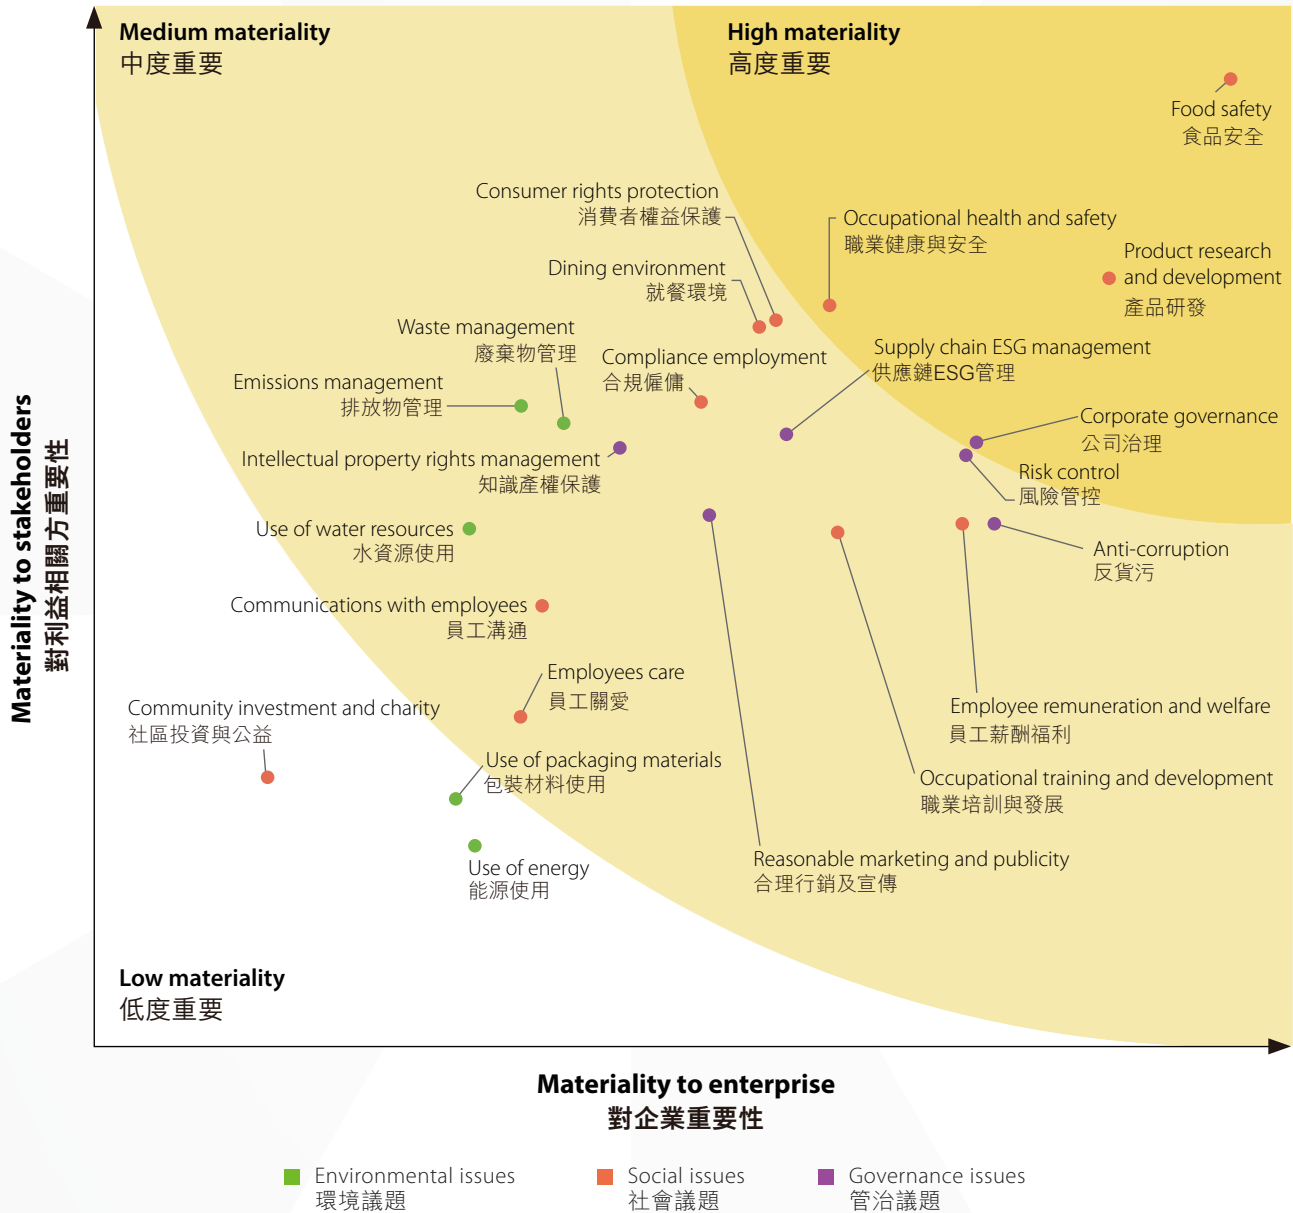 Medium materiality
中度重要
High materiality
高度重要
Food safety
食品安全
Consumer rights protection
消費者權益保護
Occupational health and safety
職業健康與安全
Product research
and development
產品研發
Dining environment
就餐環境
Waste management
廢棄物管理
Compliance employment
合規僱傭
Supply chain ESG management
供應鏈ESG管理
Emissions management
排放物管理
Corporate governance
公司治理
Intellectual property rights management
知識產權保護
Risk control
風險管控
Use of water resources
水資源使用
Anti-corruption
反貨污
Communications with employees
員工溝通
Employees care
員工關愛
Community investment and charity
社區投資與公益
Employee remuneration and welfare
員工薪酬福利
Use of packaging materials
包裝材料使用
Occupational training and development
職業培訓與發展
Use of energy
能源使用
Reasonable marketing and publicity
合理行銷及宣傳
Low materiality
低度重要
Materiality to stakeholders
對利益相關方重要性
Materiality to enterprise
對企業重要性
Environmental issues
環境議題
Social issues
社會議題
Governance issues
管治議題